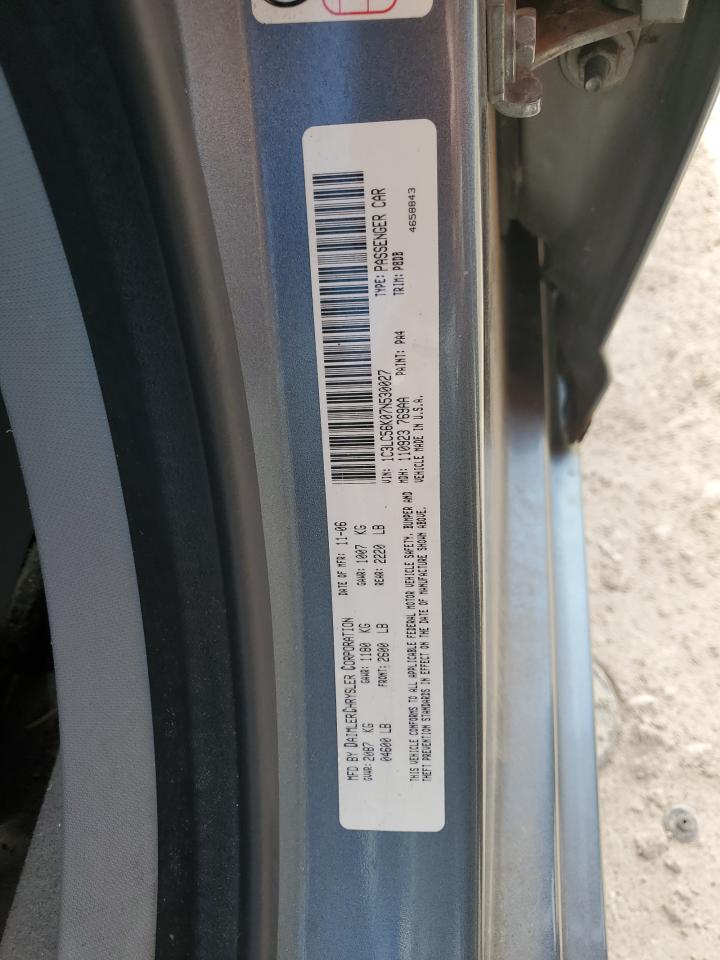 MFD BY DAIMLERCHRYSLER CORPORATION DATE OF MFR: 11-06
GVWR: 2087 KG GAWR: 1180 KG GAWR: 1007 KG
04600 LB FRONT: 2600 LB REAR: 2220 LB
THIS VEHICLE CONFORMS TO ALL APPLICABLE FEDERAL MOTOR VEHICLE SAFETY, BUMPER AND
THEFT PREVENTION STANDARDS IN EFFECT ON THE DATE OF MANUFACTURE SHOWN ABOVE.
VIN: 1C3LC56K07N530027 TYPE: PASSENGER CAR
MDH: 110923 769AA PAINT: PA4 TRIM: P8D8
VEHICLE MADE IN U.S.A. 4658843